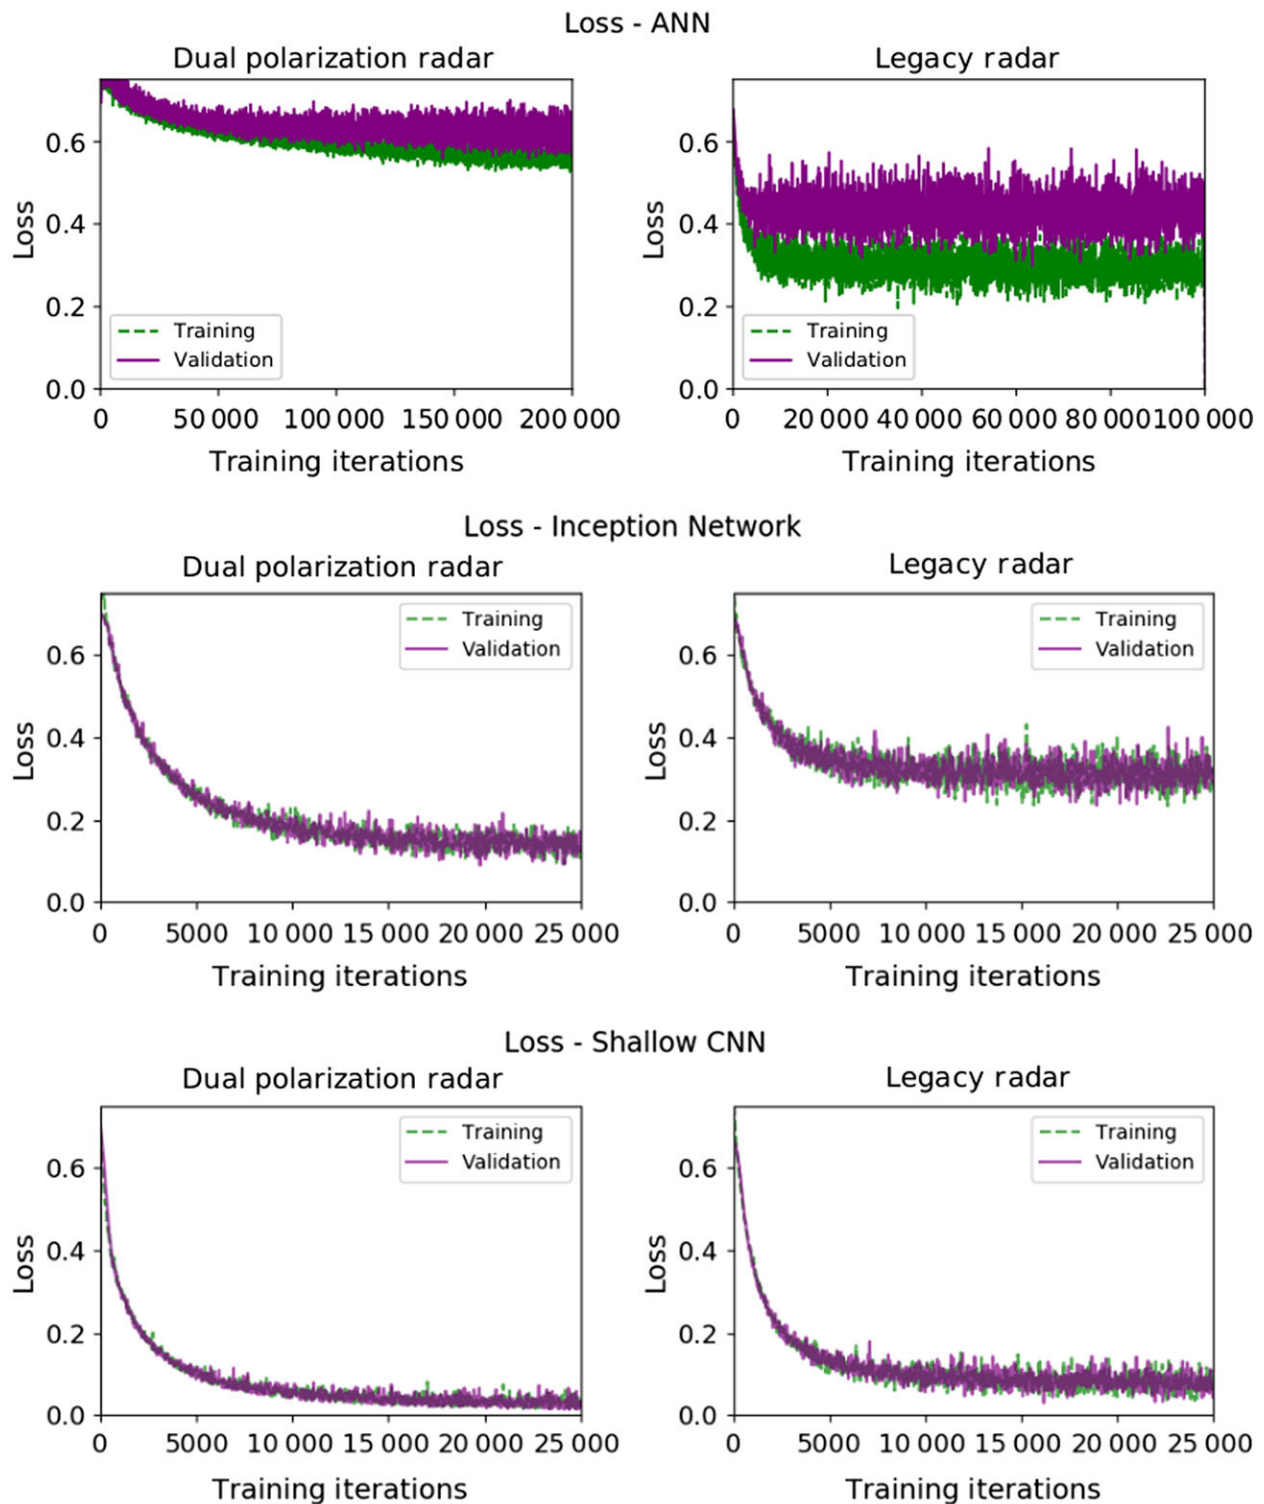 Loss - ANN
Dual polarization radar
Legacy radar
Loss
0.6
0.4
0.2
0.0
Training
Validation
0 50 000 100 000 150 000 200 000
Training iterations
Loss
0.6
0.4
0.2
0.0
Training
Validation
0 20 000 40 000 60 000 80 000 100 000
Training iterations
Loss - Inception Network
Dual polarization radar
Legacy radar
Loss
0.6
0.4
0.2
0.0
Training
Validation
0 5000 10 000 15 000 20 000 25 000
Training iterations
Loss
0.6
0.4
0.2
0.0
Training
Validation
0 5000 10 000 15 000 20 000 25 000
Training iterations
Loss - Shallow CNN
Dual polarization radar
Legacy radar
Loss
0.6
0.4
0.2
0.0
Training
Validation
0 5000 10 000 15 000 20 000 25 000
Training iterations
Loss
0.6
0.4
0.2
0.0
Training
Validation
0 5000 10 000 15 000 20 000 25 000
Training iterations